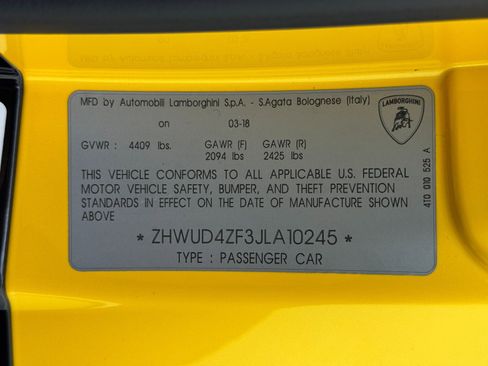 MFD by Automobili Lamborghini S.p.A. - S.Agata Bolognese (Italy)
on 03-18
GVWR : 4409 lbs. GAWR (F) GAWR (R)
2094 lbs 2425 lbs
THIS VEHICLE CONFORMS TO ALL APPLICABLE U.S. FEDERAL
MOTOR VEHICLE SAFETY, BUMPER, AND THEFT PREVENTION
STANDARDS IN EFFECT ON THE DATE OF MANUFACTURE SHOWN
ABOVE
* ZHWUD4ZF3JLA10245 *
TYPE : PASSENGER CAR
LAMBORGHINI
4T0 010 525 A